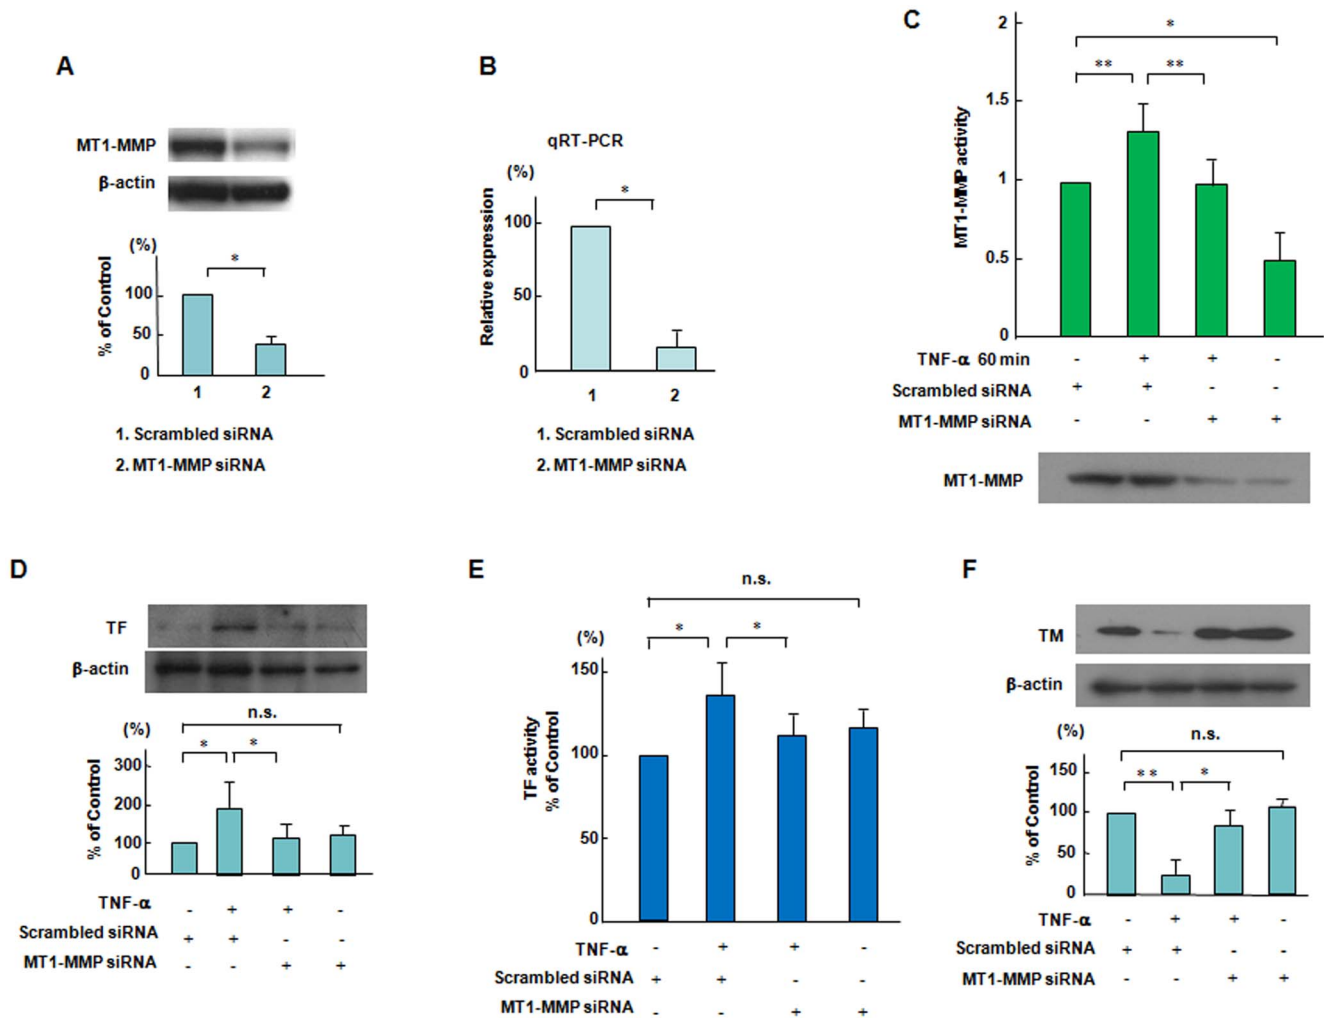 A
MT1-MMP
β-actin
(%)
*
% of Control
100
50
0
1 2
1. Scrambled siRNA
2. MT1-MMP siRNA
B
qRT-PCR
(%)
*
Relative expression
100
50
0
1 2
1. Scrambled siRNA
2. MT1-MMP siRNA
C
MT1-MMP activity
2
1.5
1
0.5
0
*
** **
TNF-α 60 min - + + -
Scrambled siRNA + + - -
MT1-MMP siRNA - - + +
MT1-MMP
D
TF
β-actin
(%)
n.s.
* *
% of Control
300
200
100
0
TNF-α - + + -
Scrambled siRNA + + - -
MT1-MMP siRNA - - + +
E
n.s.
(%)
* *
TF activity
% of Control
150
100
50
0
TNF-α - + + -
Scrambled siRNA + + - -
MT1-MMP siRNA - - + +
F
TM
β-actin
(%)
n.s.
** *
% of Control
150
100
50
0
TNF-α - + + -
Scrambled siRNA + + - -
MT1-MMP siRNA - - + +